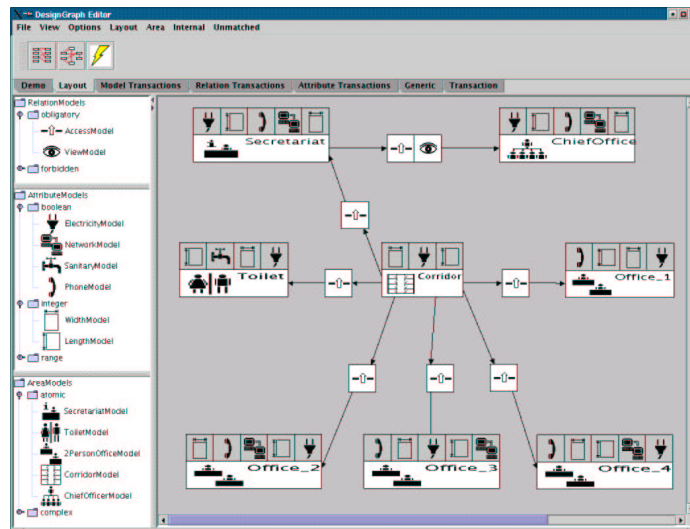 DesignGraph Editor
File View Options Layout Area Internal Unmatched
Demo Layout Model Transactions Relation Transactions Attribute Transactions Generic Transaction
RelationModels
obligatory
AccessModel
ViewModel
forbidden
AttributeModels
boolean
ElectricityModel
NetworkModel
SanitaryModel
PhoneModel
integer
WidthModel
LengthModel
range
AreaModels
atomic
SecretariatModel
ToiletModel
2PersonOfficeModel
CorridorModel
ChiefOfficerModel
complex
Secretariat
ChiefOffice
Toilet
Corridor
Office_1
Office_2
Office_3
Office_4